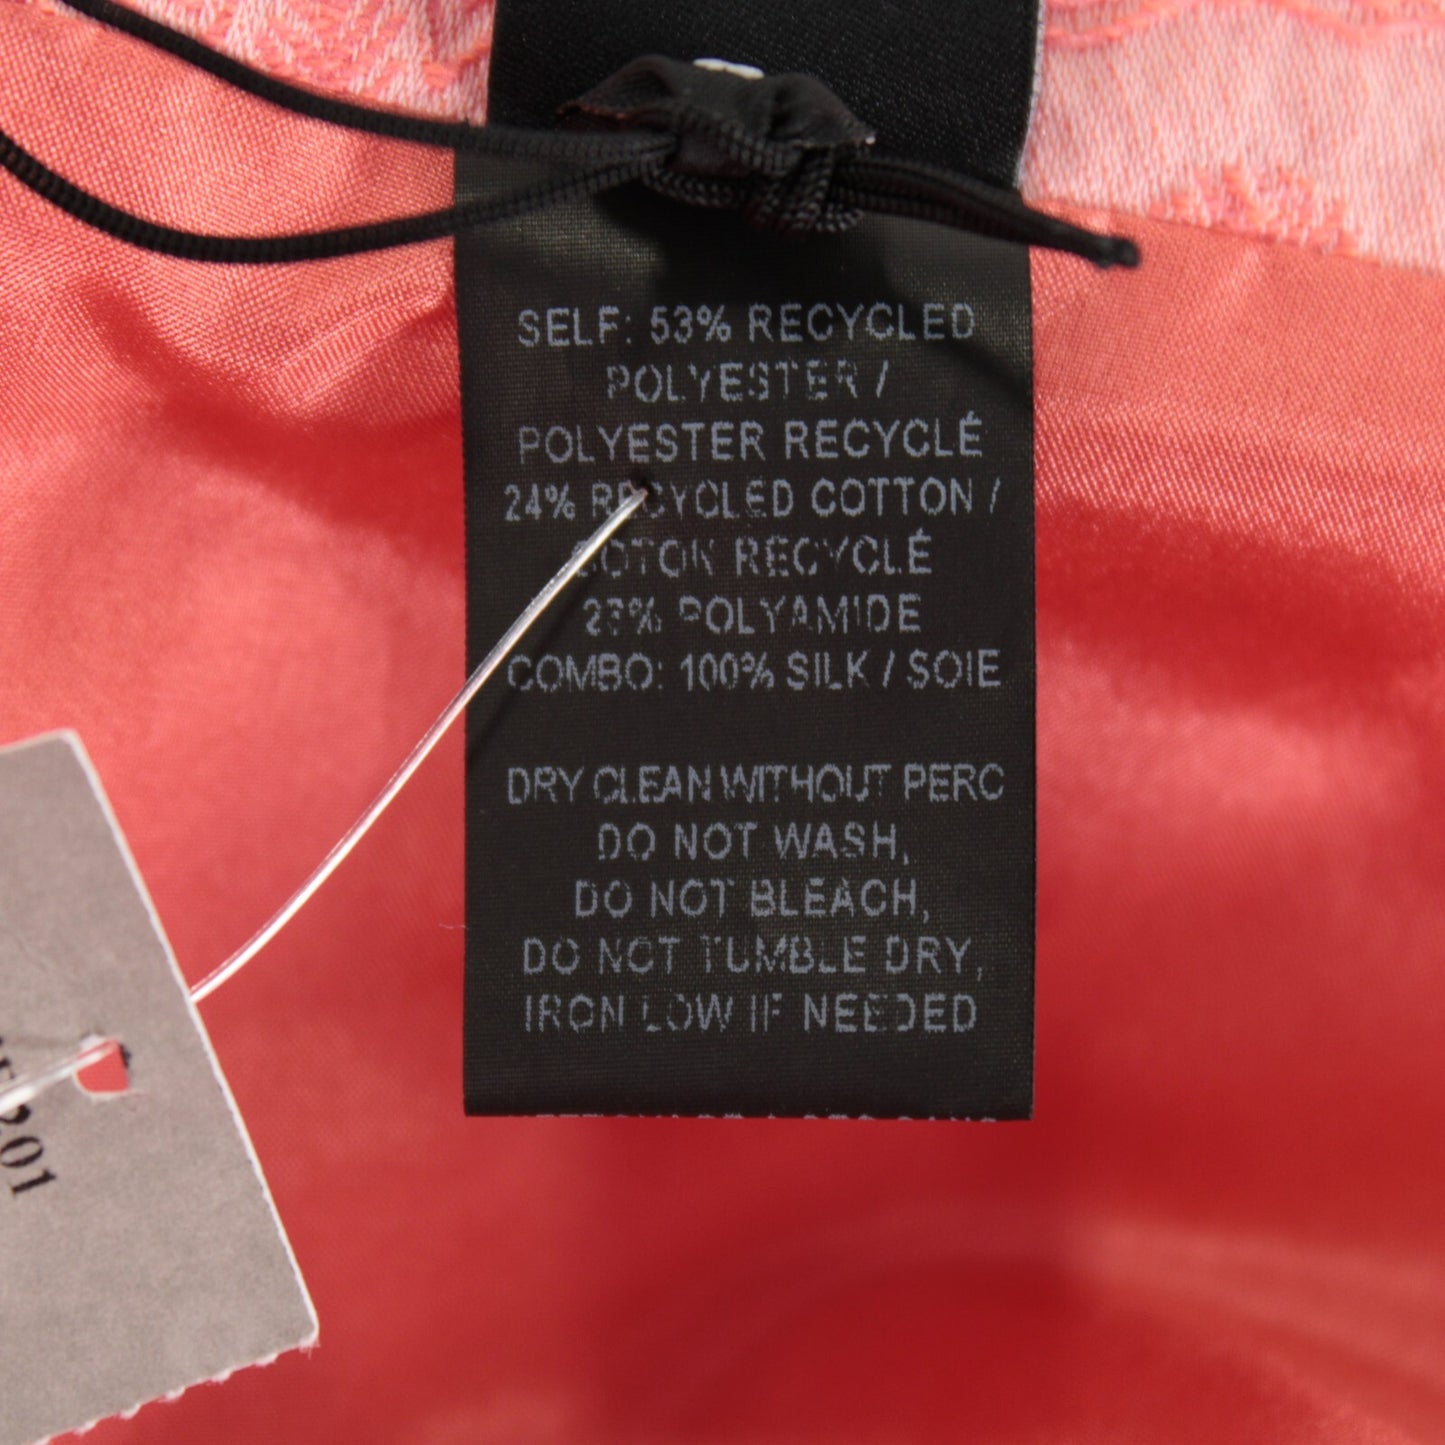 SELF: 53% RECYCLED
POLYESTER /
POLYESTER RECYCLÉ
24% RECYCLED COTTON /
COTON RECYCLÉ
23% POLYAMIDE
COMBO: 100% SILK / SOIE
DRY CLEAN WITHOUT PERC
DO NOT WASH,
DO NOT BLEACH,
DO NOT TUMBLE DRY,
IRON LOW IF NEEDED
201